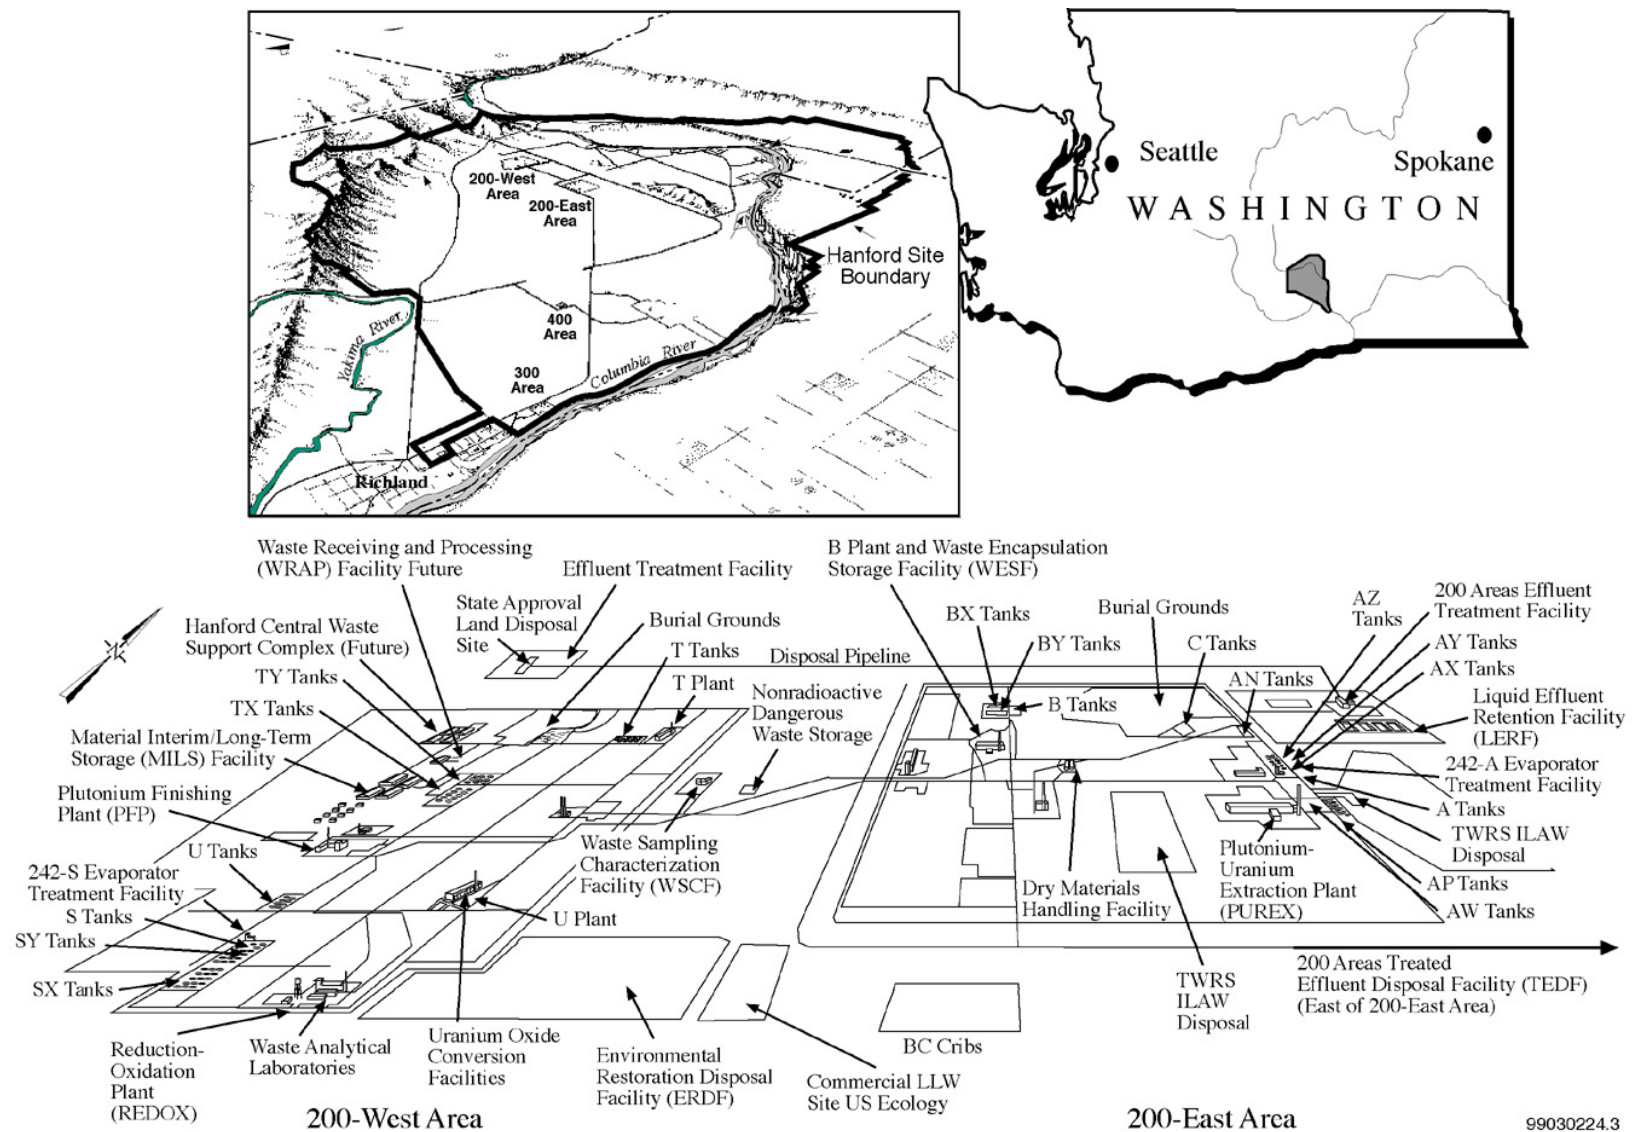 200-West
Area
200-East
Area
Hanford Site
Boundary
400
Area
300
Area
Yakima River
Columbia River
Richland
Seattle
Spokane
WASHINGTON
Waste Receiving and Processing
(WRAP) Facility Future
Effluent Treatment Facility
State Approval
Land Disposal
Site
Burial Grounds
Hanford Central Waste
Support Complex (Future)
T Tanks
TY Tanks
T Plant
TX Tanks
Material Interim/Long-Term
Storage (MILS) Facility
Plutonium Finishing
Plant (PFP)
U Tanks
242-S Evaporator
Treatment Facility
S Tanks
SY Tanks
SX Tanks
Disposal Pipeline
Nonradioactive
Dangerous
Waste Storage
Waste Sampling
Characterization
Facility (WSCF)
U Plant
Reduction-
Oxidation
Plant
(REDOX)
Waste Analytical
Laboratories
Uranium Oxide
Conversion
Facilities
Environmental
Restoration Disposal
Facility (ERDF)
Commercial LLW
Site US Ecology
200-West Area
B Plant and Waste Encapsulation
Storage Facility (WESF)
BX Tanks
BY Tanks
B Tanks
Burial Grounds
C Tanks
AN Tanks
AZ
Tanks
200 Areas Effluent
Treatment Facility
AY Tanks
AX Tanks
Liquid Effluent
Retention Facility
(LERF)
242-A Evaporator
Treatment Facility
A Tanks
TWRS ILAW
Disposal
AP Tanks
AW Tanks
Plutonium-
Uranium
Extraction Plant
(PUREX)
Dry Materials
Handling Facility
TWRS
ILAW
Disposal
200 Areas Treated
Effluent Disposal Facility (TEDF)
(East of 200-East Area)
BC Cribs
200-East Area
99030224.3